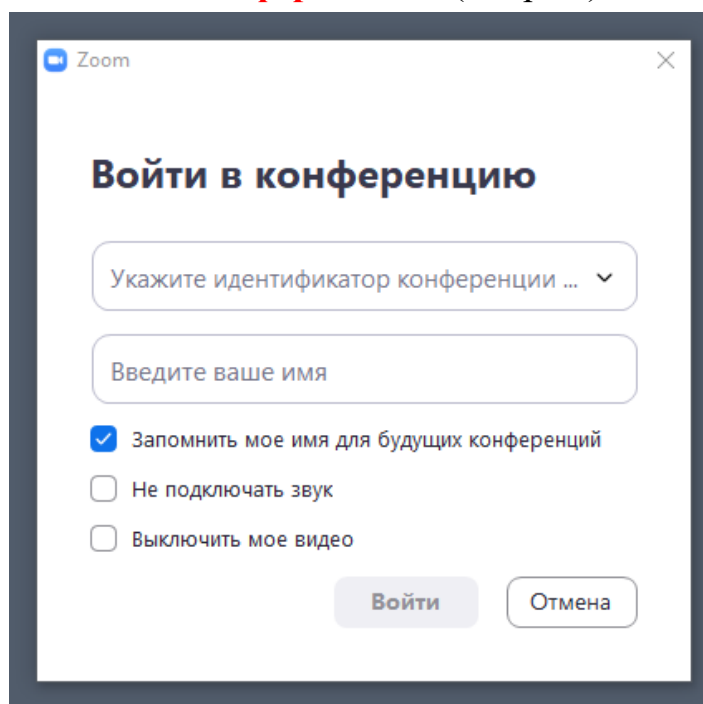 Zoom
Войти в конференцию
Укажите идентификатор конференции ...
Введите ваше имя
Запомнить мое имя для будущих конференций
Не подключать звук
Выключить мое видео
Войти
Отмена